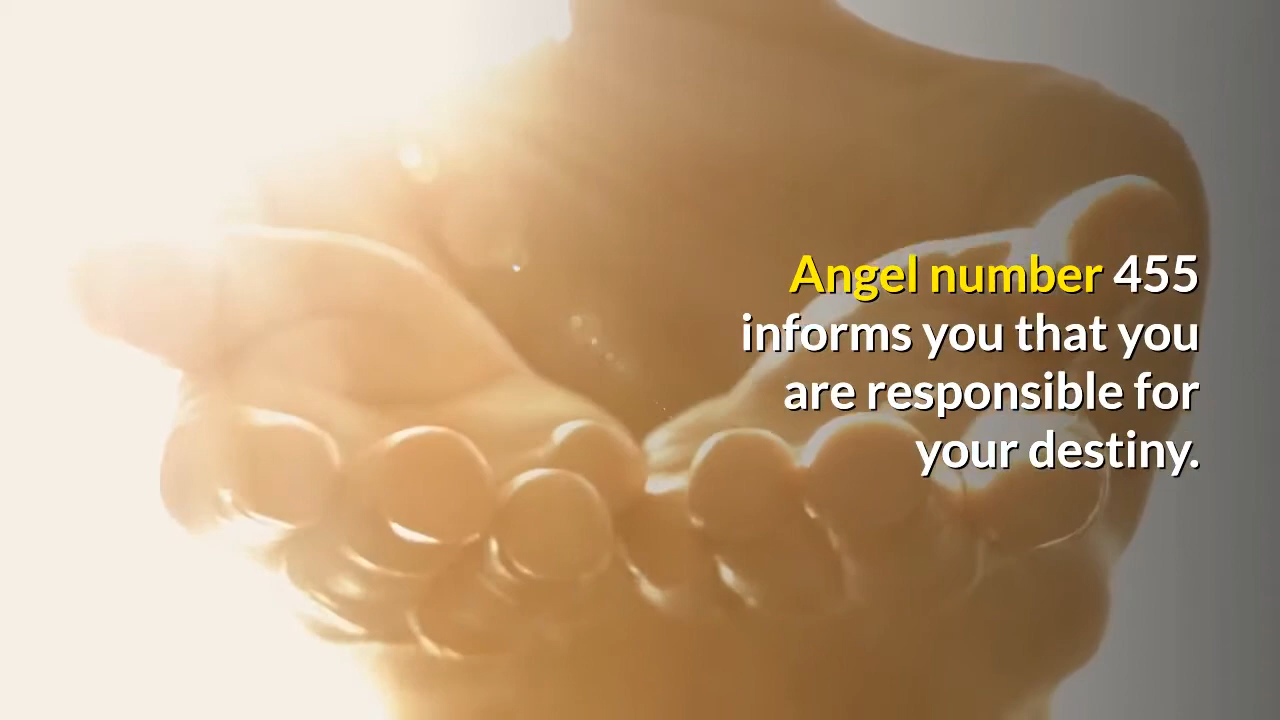 Angel number 455
informs you that you
are responsible for
your destiny.